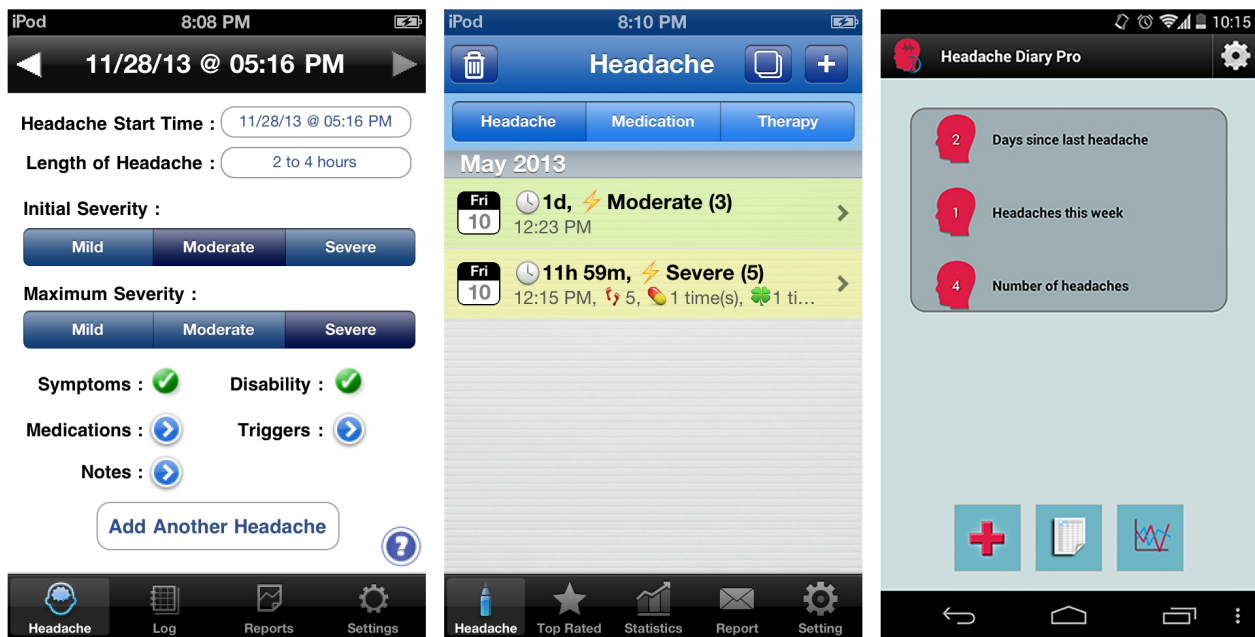 iPod 8:08 PM
11/28/13 @ 05:16 PM
Headache Start Time : 11/28/13 @ 05:16 PM
Length of Headache : 2 to 4 hours
Initial Severity :
Mild Moderate Severe
Maximum Severity :
Mild Moderate Severe
Symptoms : Disability :
Medications : Triggers :
Notes :
Add Another Headache
?
Headache Log Reports Settings
iPod 8:10 PM
Headache +
Headache Medication Therapy
May 2013
Fri 10 1d, Moderate (3)
12:23 PM
Fri 10 11h 59m, Severe (5)
12:15 PM, 5, 1 time(s), 1 ti...
Headache Top Rated Statistics Report Setting
10:15
Headache Diary Pro
2 Days since last headache
1 Headaches this week
4 Number of headaches